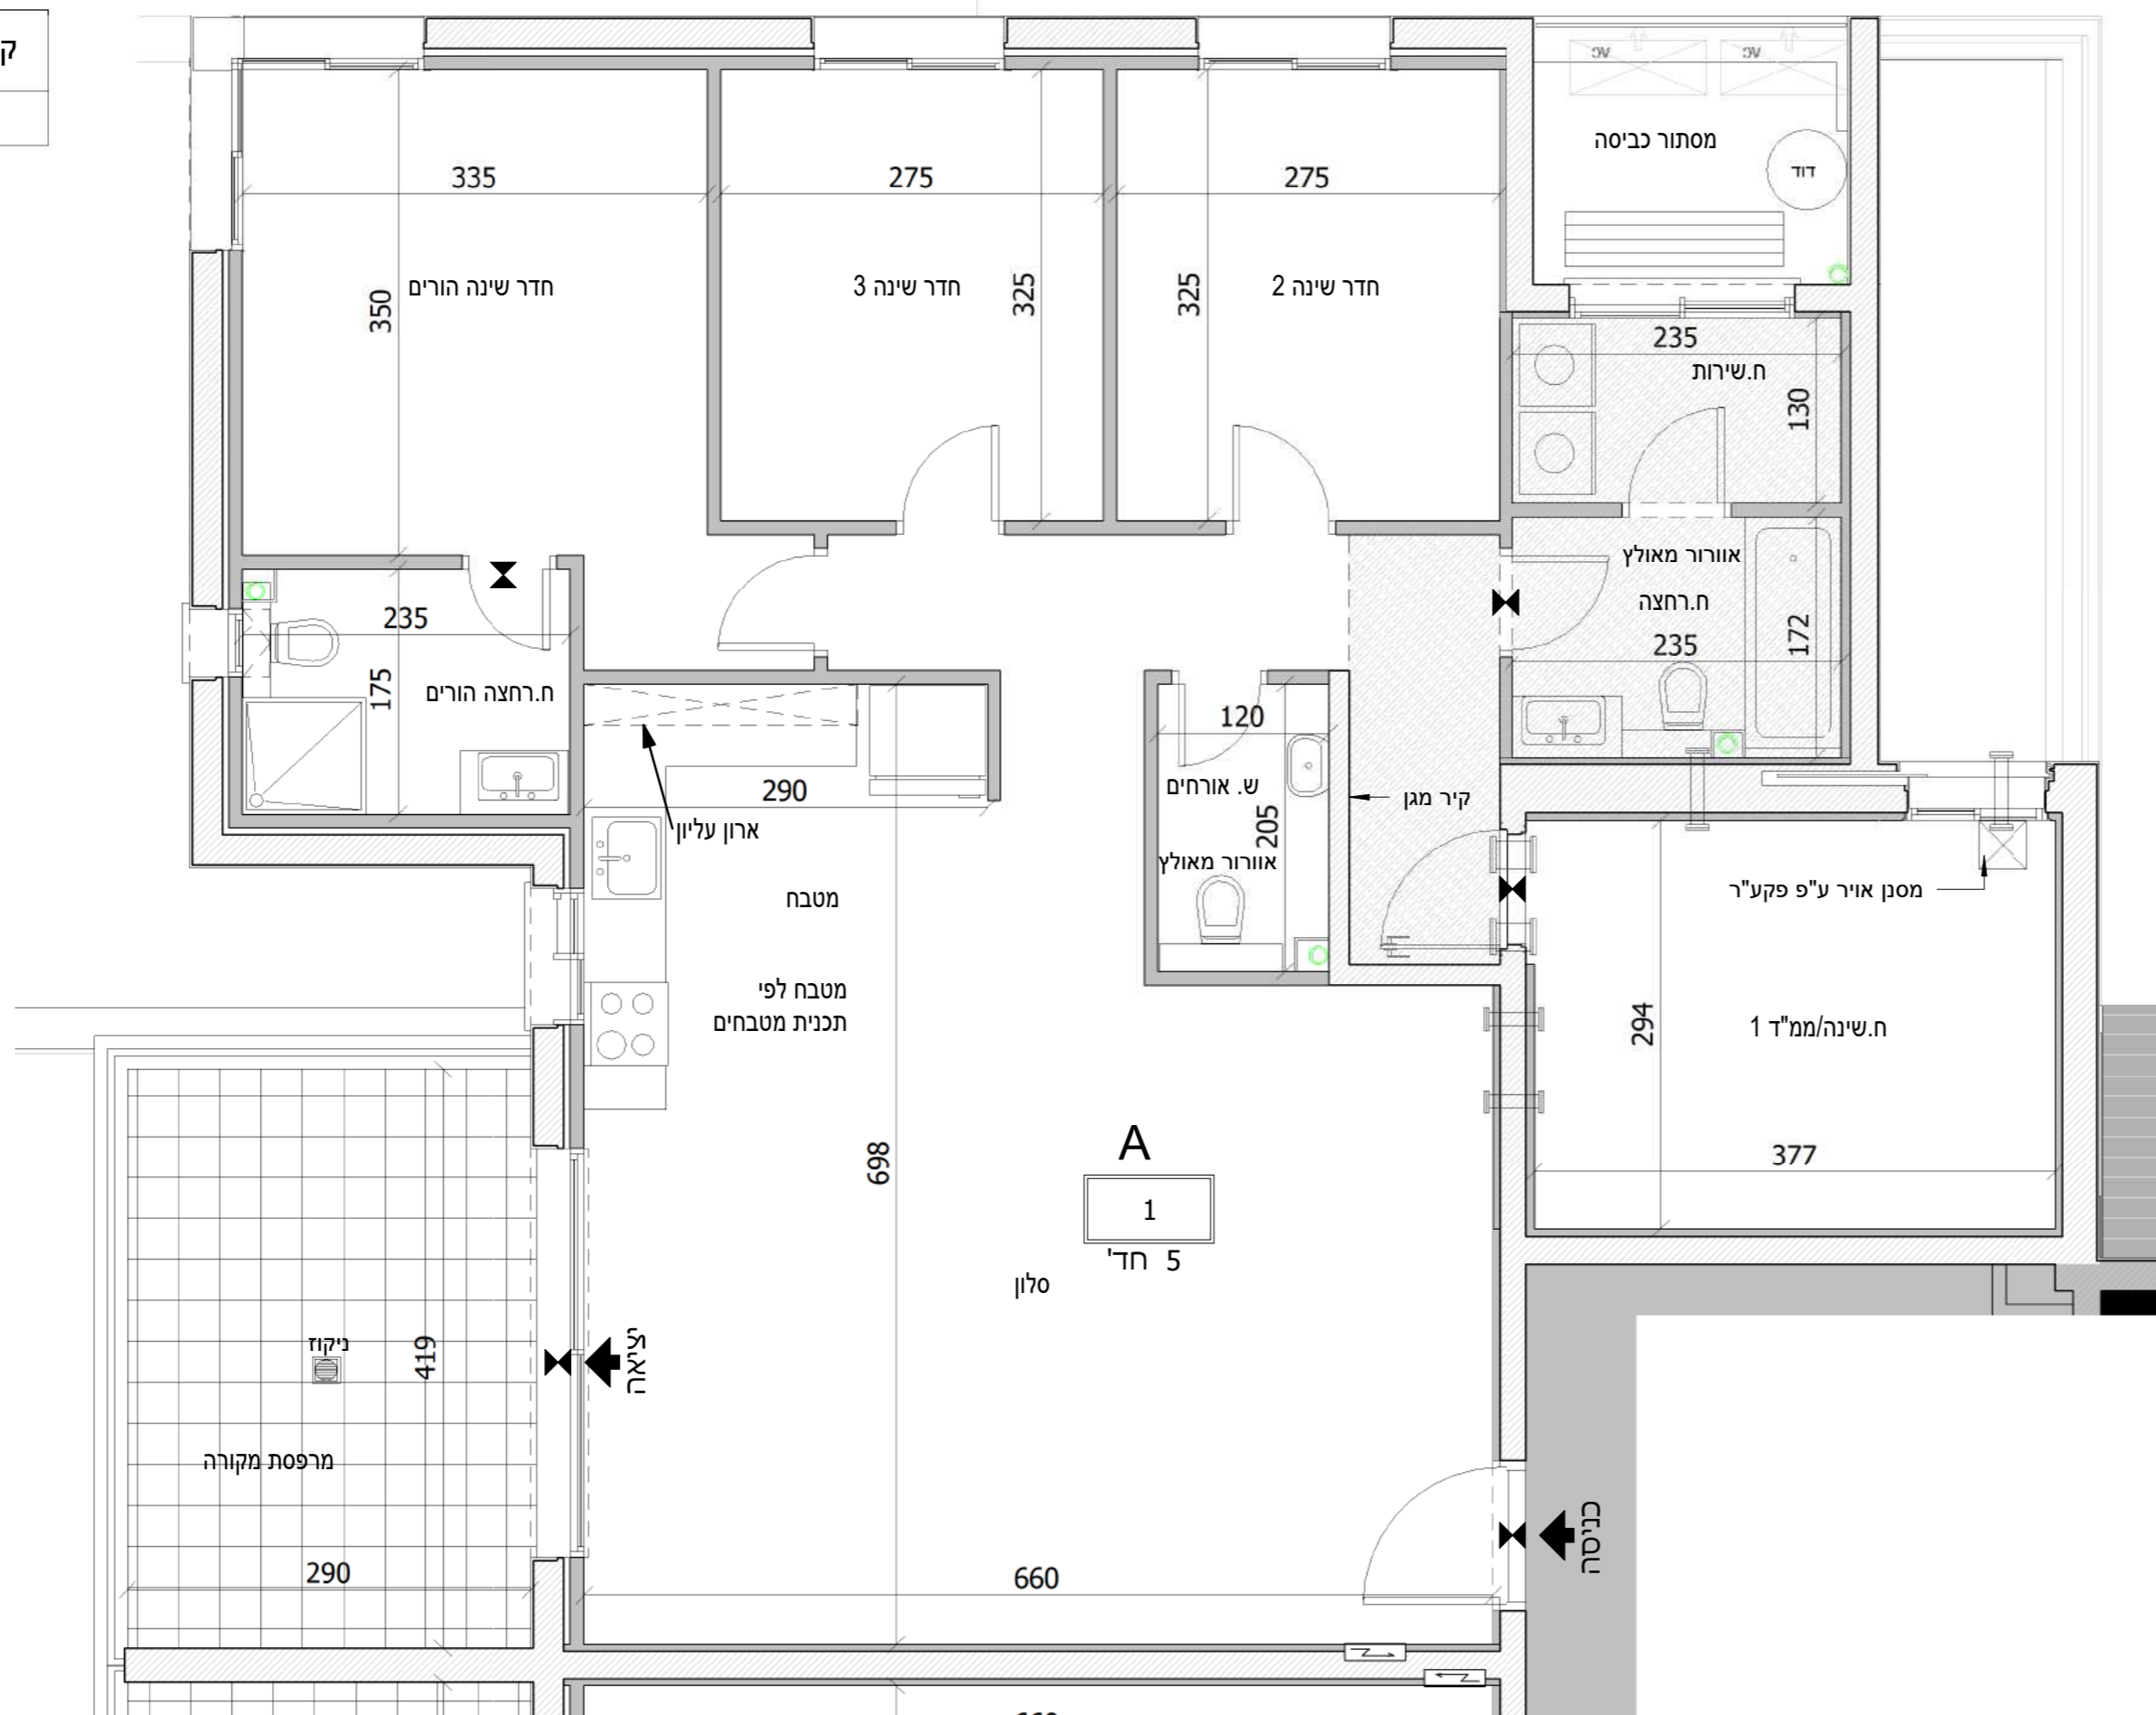 AC
AC
מסתור כביסה
דוד
335
275
275
חדר שינה הורים
חדר שינה 3
חדר שינה 2
350
325
325
235
ח.שירות
130
אוורור מאולץ
ח.רחצה
235
172
235
175
ח.רחצה הורים
120
ש. אורחים
205
אוורור מאולץ
קיר מגן
290
ארון עליון
מטבח
מטבח לפי
תכנית מטבחים
מסנן אויר ע"פ פקע"ר
294
ח.שינה/ממ"ד 1
377
698
A
1
5 חד'
סלון
ניקוז
419
יציאה
מרפסת מקורה
כניסה
290
660